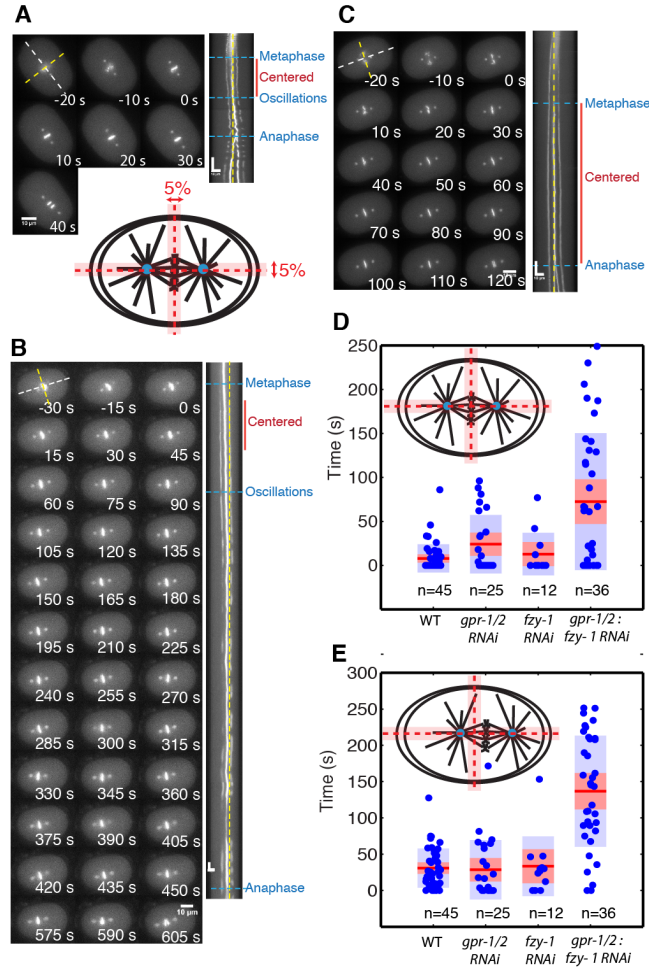 A
-20 s
-10 s
0 s
10 s
20 s
30 s
40 s
10 µm
Metaphase
Centered
Oscillations
Anaphase
5%
5%
B
-30 s
-15 s
0 s
15 s
30 s
45 s
60 s
75 s
90 s
105 s
120 s
135 s
150 s
165 s
180 s
195 s
210 s
225 s
240 s
255 s
270 s
285 s
300 s
315 s
330 s
345 s
360 s
375 s
390 s
405 s
420 s
435 s
450 s
10 µm
575 s
590 s
605 s
Metaphase
Centered
Oscillations
Anaphase
C
-20 s
-10 s
0 s
10 s
20 s
30 s
40 s
50 s
60 s
70 s
80 s
90 s
100 s
110 s
120 s
Metaphase
Centered
Anaphase
D
Time (s)
250
200
150
100
50
0
n=45
n=25
n=12
n=36
WT
gpr-1/2
RNAi
fzy-1
RNAi
gpr-1/2 :
fzy- 1 RNAi
E
Time (s)
300
250
200
150
100
50
0
n=45
n=25
n=12
n=36
WT
gpr-1/2
RNAi
fzy-1
RNAi
gpr-1/2 :
fzy- 1 RNAi